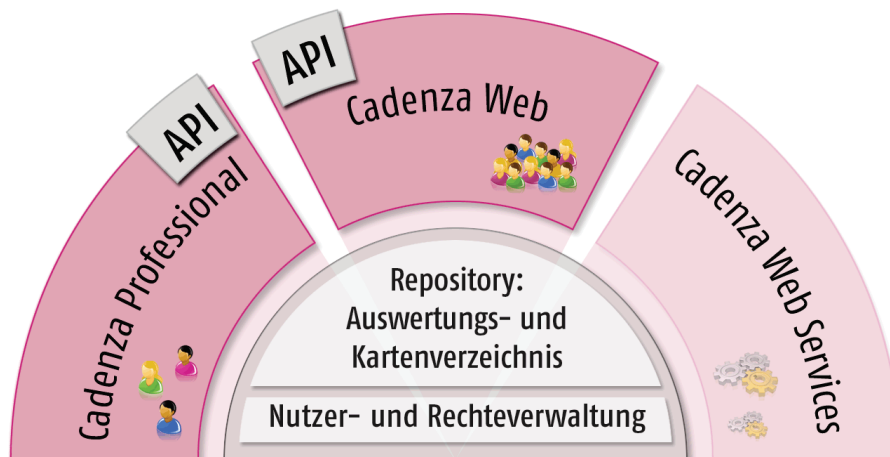 API
Cadenza Professional
API
Cadenza Web
Cadenza Web Services
Repository:
Auswertungs- und
Kartenverzeichnis
Nutzer- und Rechteverwaltung